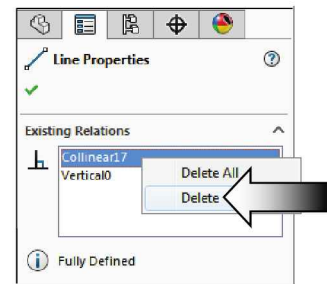 Line Properties
Existing Relations
Collinear17
Vertical0
Delete All
Delete
Fully Defined